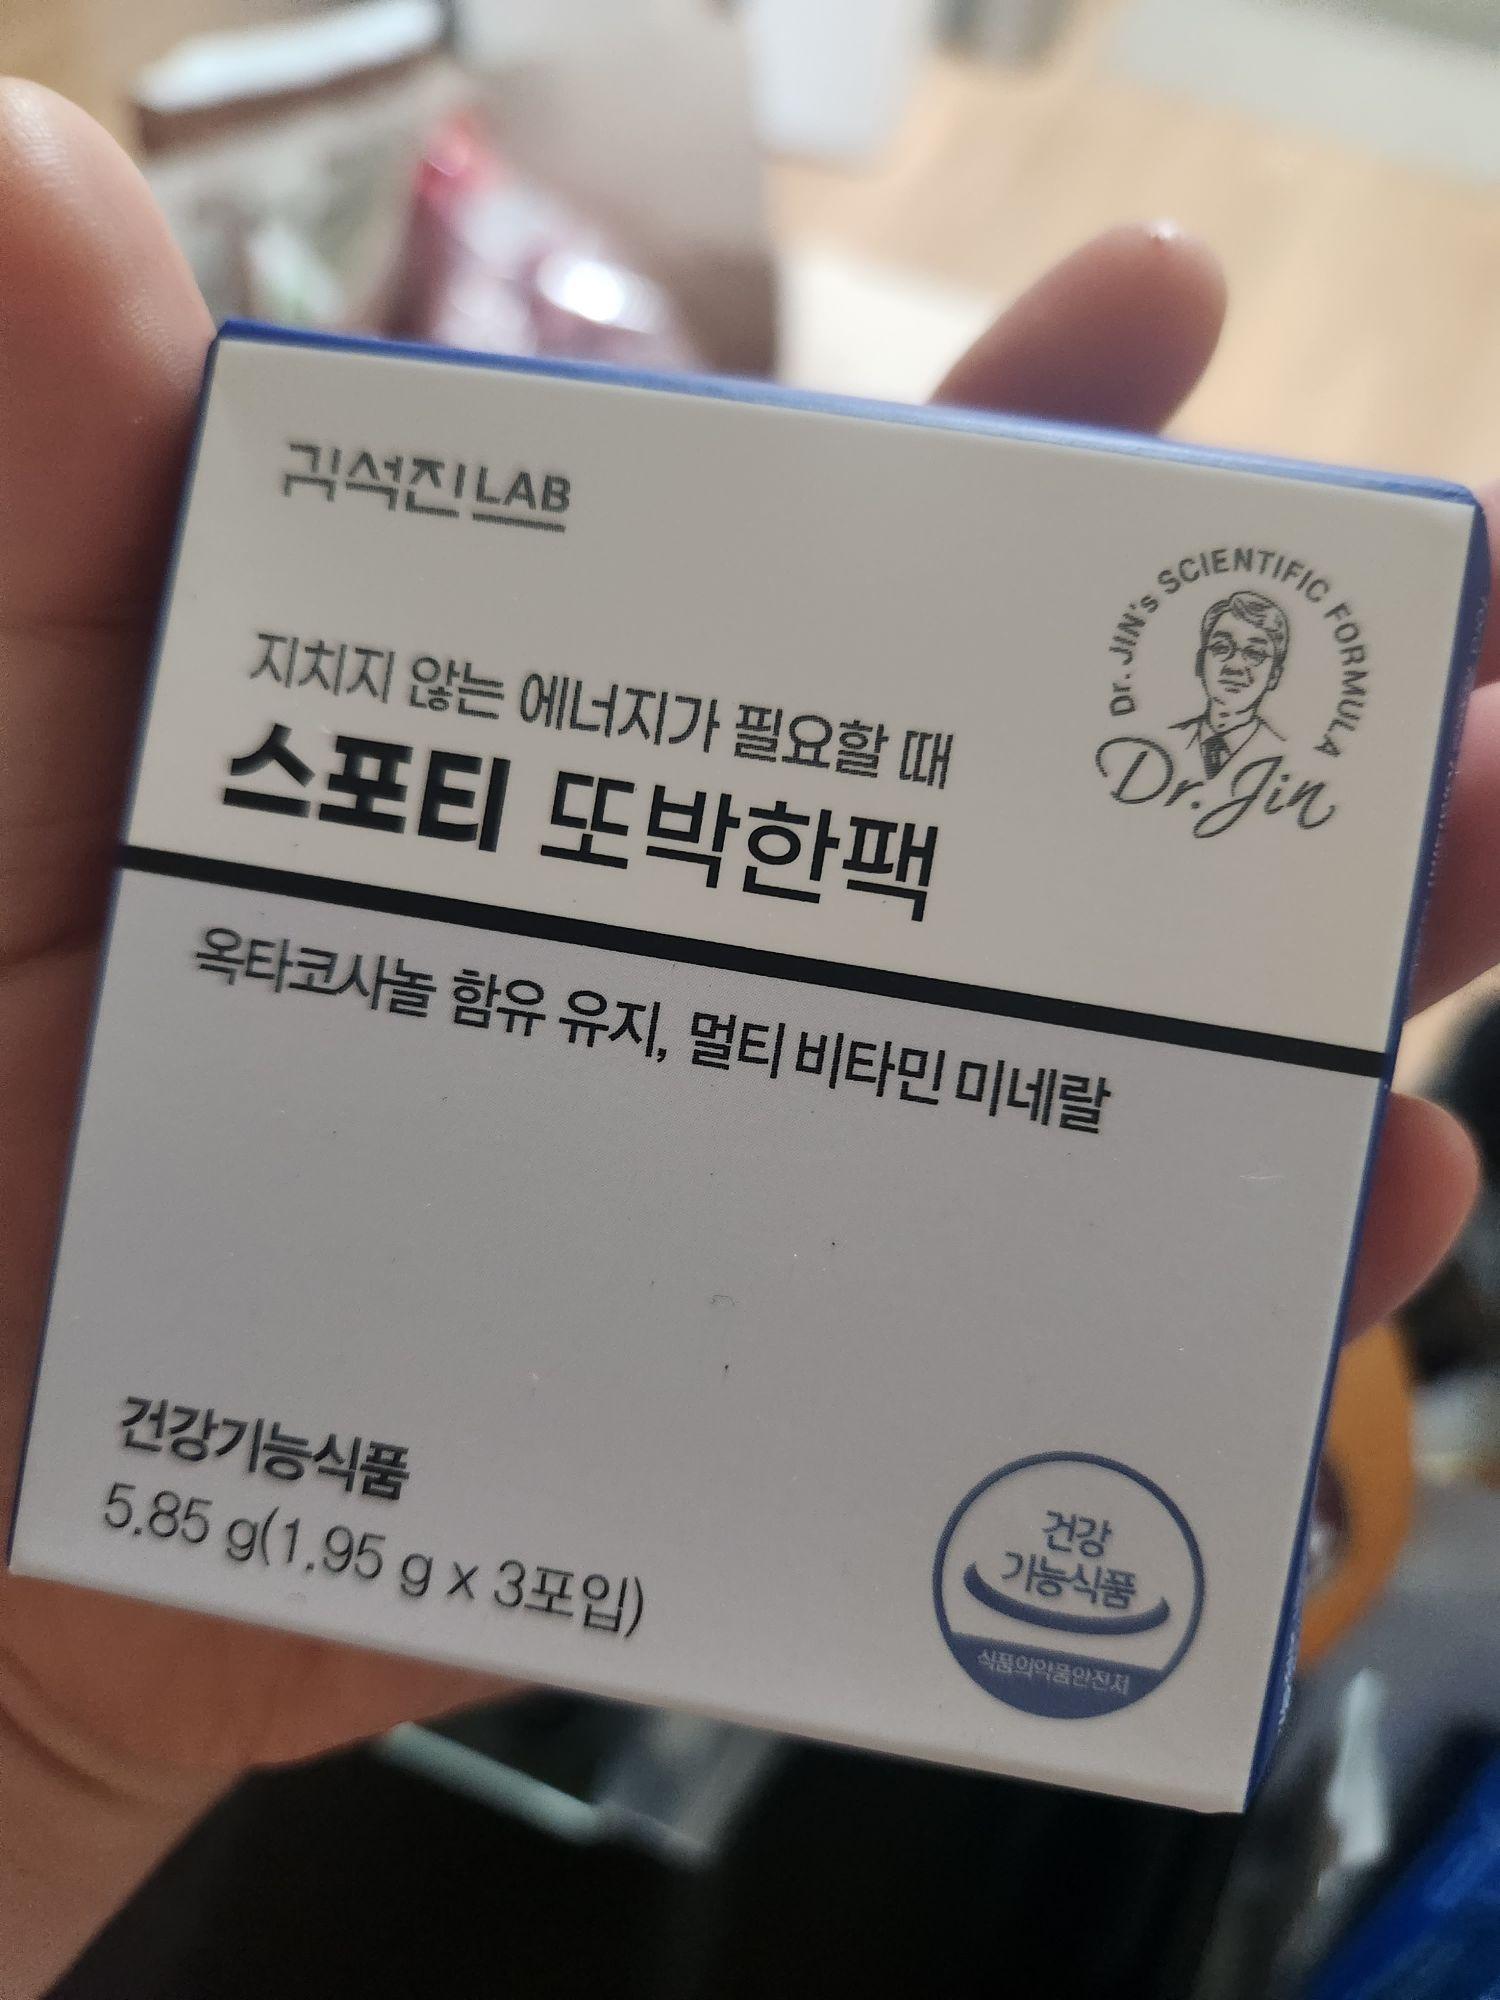 김석진LAB
Dr. JIN's SCIENTIFIC FORMULA
Dr. Jin
지치지 않는 에너지가 필요할 때
스포티 또박한팩
옥타코사놀 함유 유지, 멀티 비타민 미네랄
건강기능식품
5.85 g(1.95 g x 3포입)
건강
기능식품
식품의약품안전처